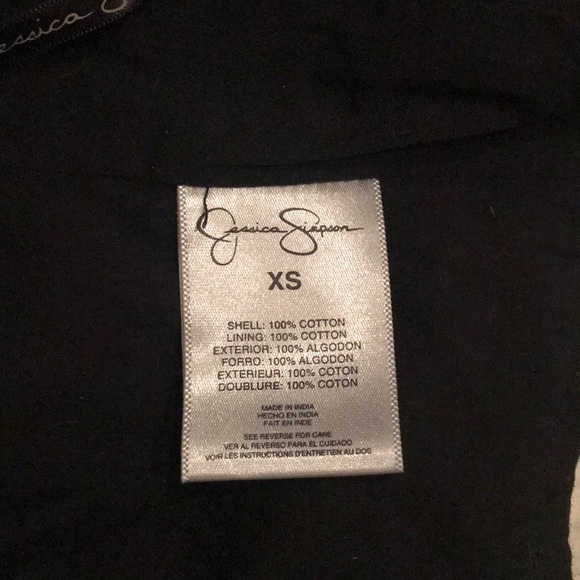 essica S
Jessica Simpson
XS
SHELL: 100% COTTON
LINING: 100% COTTON
EXTERIOR: 100% ALGODON
FORRO: 100% ALGODON
EXTERIEUR: 100% COTON
DOUBLURE: 100% COTON
MADE IN INDIA
HECHO EN INDIA
FAIT EN INDE
SEE REVERSE FOR CARE
VER AL REVERSO PARA EL CUIDADO
VOIR LES INSTRUCTIONS D'ENTRETIEN AU DOS